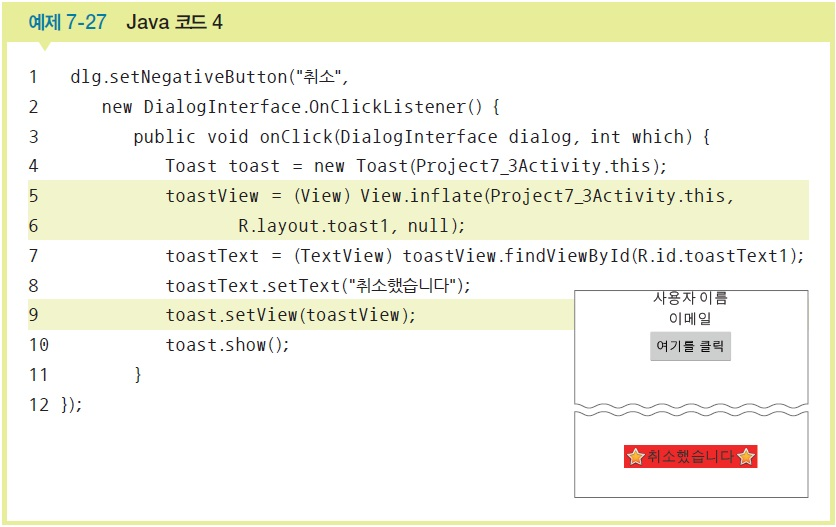 예제 7-27 Java 코드 4
1 dlg.setNegativeButton("취소",
2 new DialogInterface.OnClickListener() {
3 public void onClick(DialogInterface dialog, int which) {
4 Toast toast = new Toast(Project7_3Activity.this);
5 toastView = (View) View.inflate(Project7_3Activity.this,
6 R.layout.toast1, null);
7 toastText = (TextView) toastView.findViewById(R.id.toastText1);
8 toastText.setText("취소했습니다");
9 toast.setView(toastView);
10 toast.show();
11 }
12 });
사용자 이름
이메일
여기를 클릭
취소했습니다